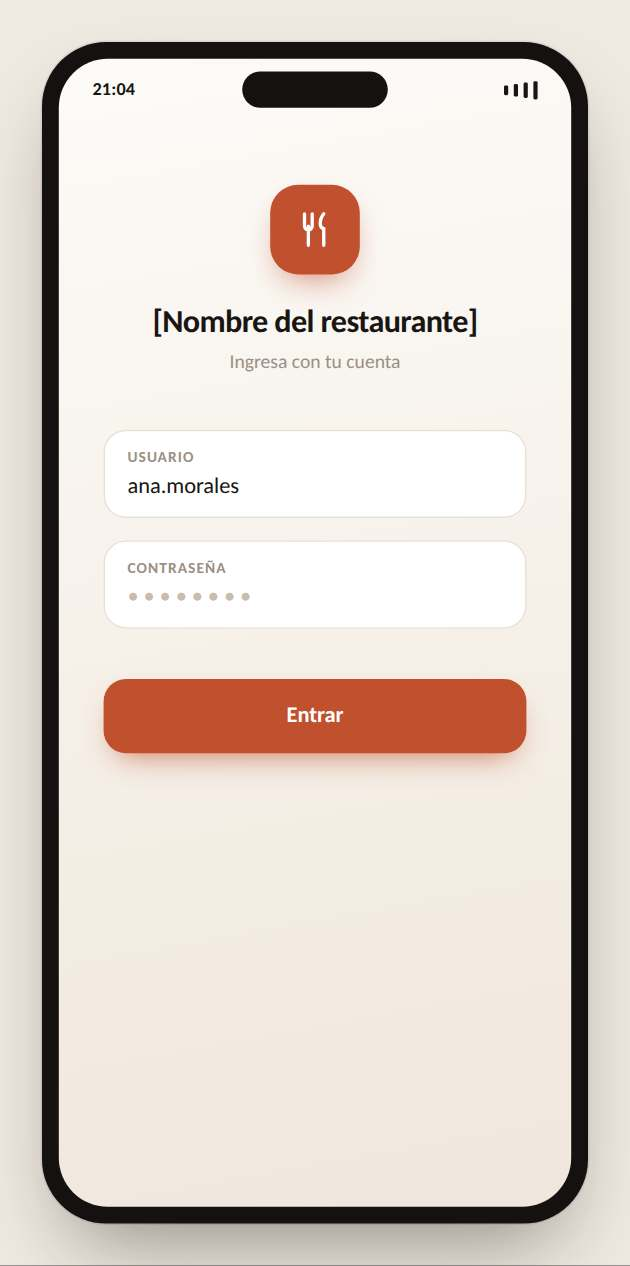 21:04
[Nombre del restaurante]
Ingresa con tu cuenta
USUARIO
ana.morales
CONTRASEÑA
●●●●●●●●
Entrar